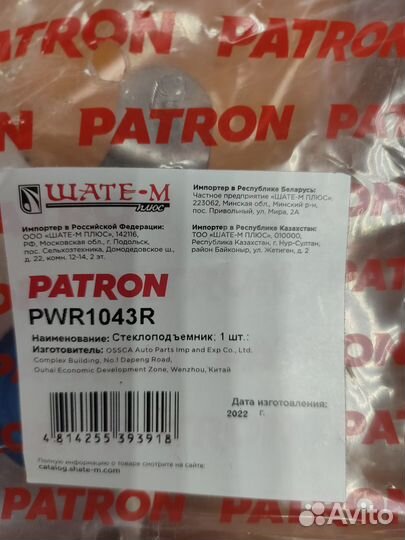 PATRON PATRON
PATRON PATRON
ШАТЕ-М
ПЛЮС
Импортер в Республике Беларусь:
Частное предприятие «ШАТЕ-М ПЛЮС»,
223062, Минская обл., Минский р-н,
пос. Привольный, ул. Мира, 2А
Импортер в Российской Федерации:
ООО «ШАТЕ-М ПЛЮС», 142116,
РФ, Московская обл., г. Подольск,
пос. Сельхозтехника, Домодедовское ш.,
д. 22, комн. 12-14, 2 эт.
Импортер в Республике Казахстан:
ТОО «ШАТЕ-М ПЛЮС», 010000,
Республика Казахстан, г. Нур-Султан,
район Байконыр, ул. Жетиген, д. 2
PATRON
PWR1043R
Наименование: Стеклоподъемник; 1 шт.:
Изготовитель: OSSCA Auto Parts Imp and Exp Co., Ltd.
Complex Building, No.1 Dapeng Road,
Ouhai Economic Development Zone, Wenzhou, Китай
Дата изготовления:
2022 г.
4 814255 393918
Полную информацию о товаре смотрите на сайте:
catalog.shate-m.com
PATRON
Avito